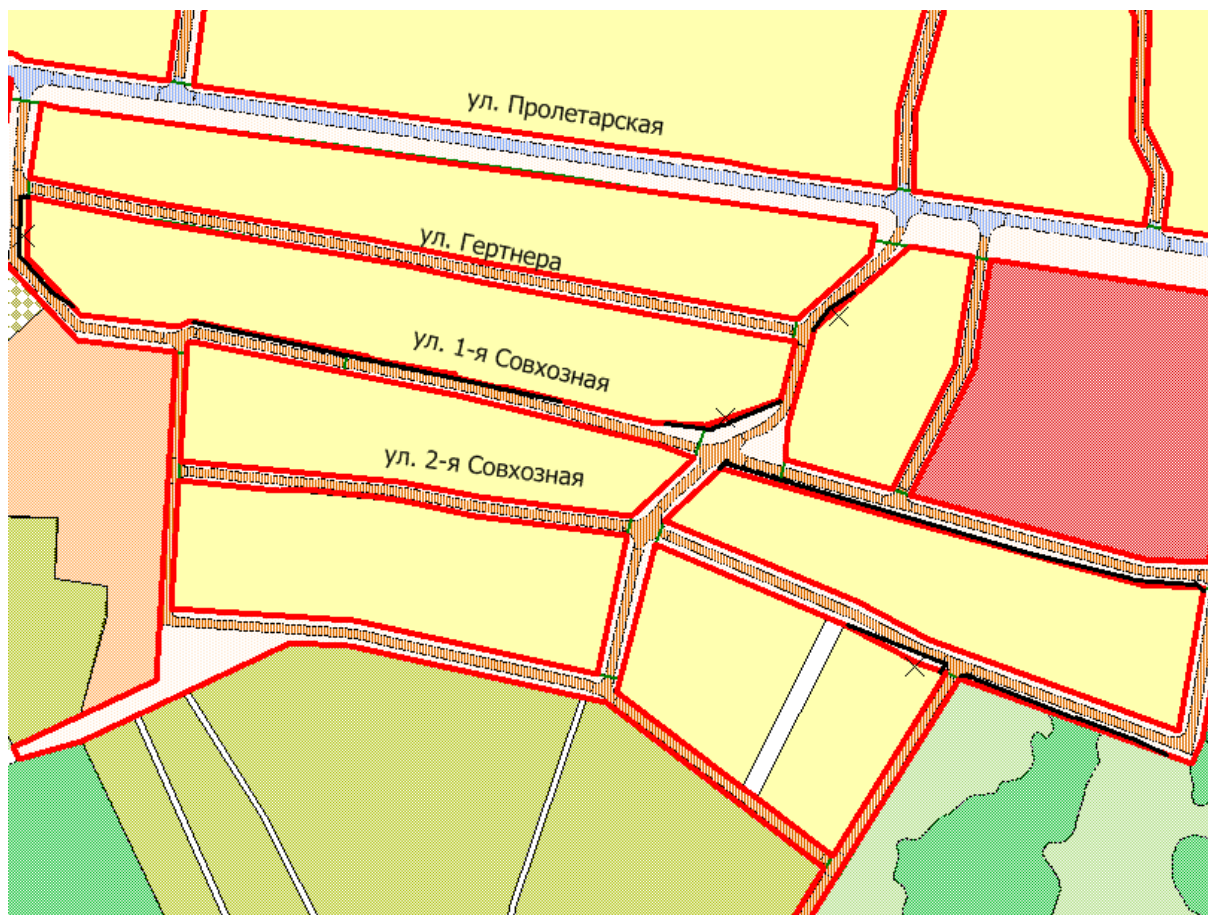 ул. Пролетарская
ул. Гертнера
ул. 1-я Совхозная
ул. 2-я Совхозная